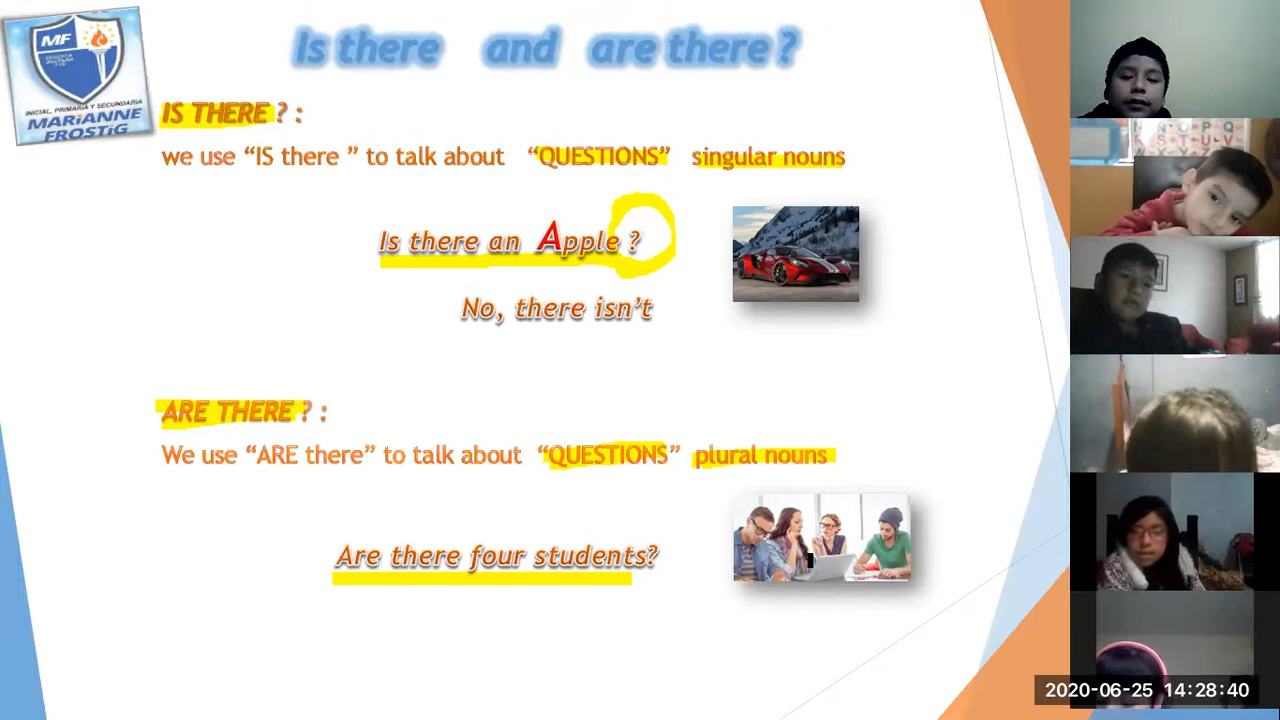 Is there and are there ?
MF
INICIAL, PRIMARIA Y SECUNDARIA
MARiANNE
FROSTiG
IS THERE ? :
we use “IS there ” to talk about “QUESTIONS” singular nouns
Is there an Apple ?
No, there isn’t
ARE THERE ? :
We use “ARE there” to talk about “QUESTIONS” plural nouns
Are there four students?
N O P Q
R S T U V
2020-06-25 14:28:40